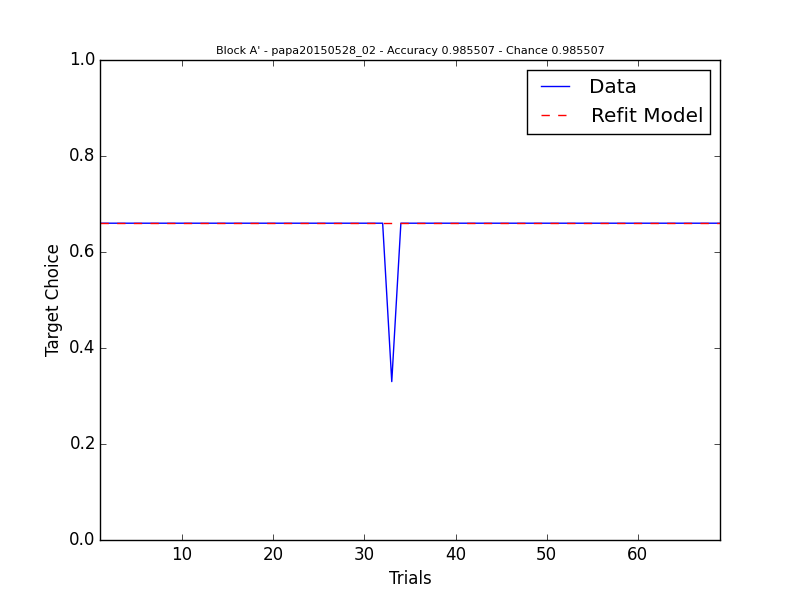 Block A' - papa20150528_02 - Accuracy 0.985507 - Chance 0.985507
1.0
0.8
0.6
0.4
0.2
0.0
Target Choice
Data
Refit Model
10 20 30 40 50 60
Trials